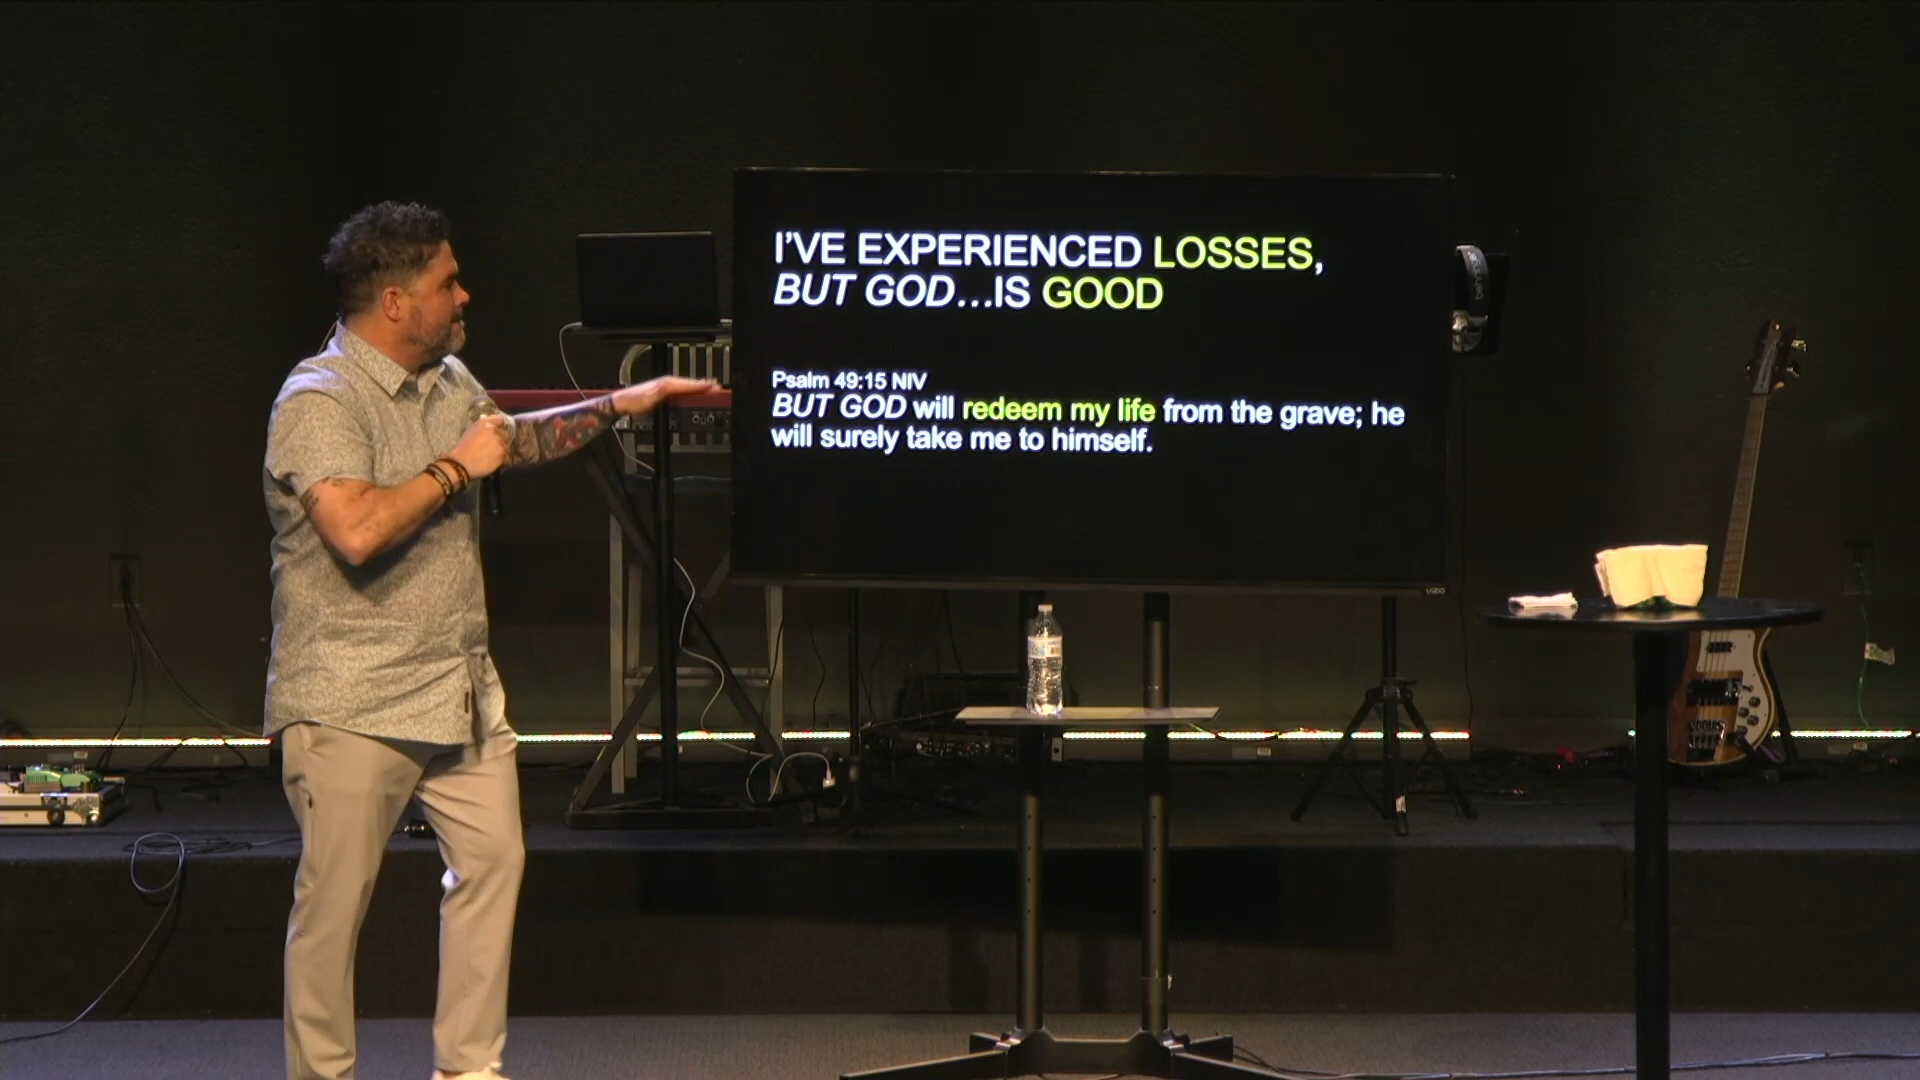 I'VE EXPERIENCED LOSSES,
BUT GOD...IS GOOD
Psalm 49:15 NIV
BUT GOD will redeem my life from the grave; he
will surely take me to himself.
VIZIO